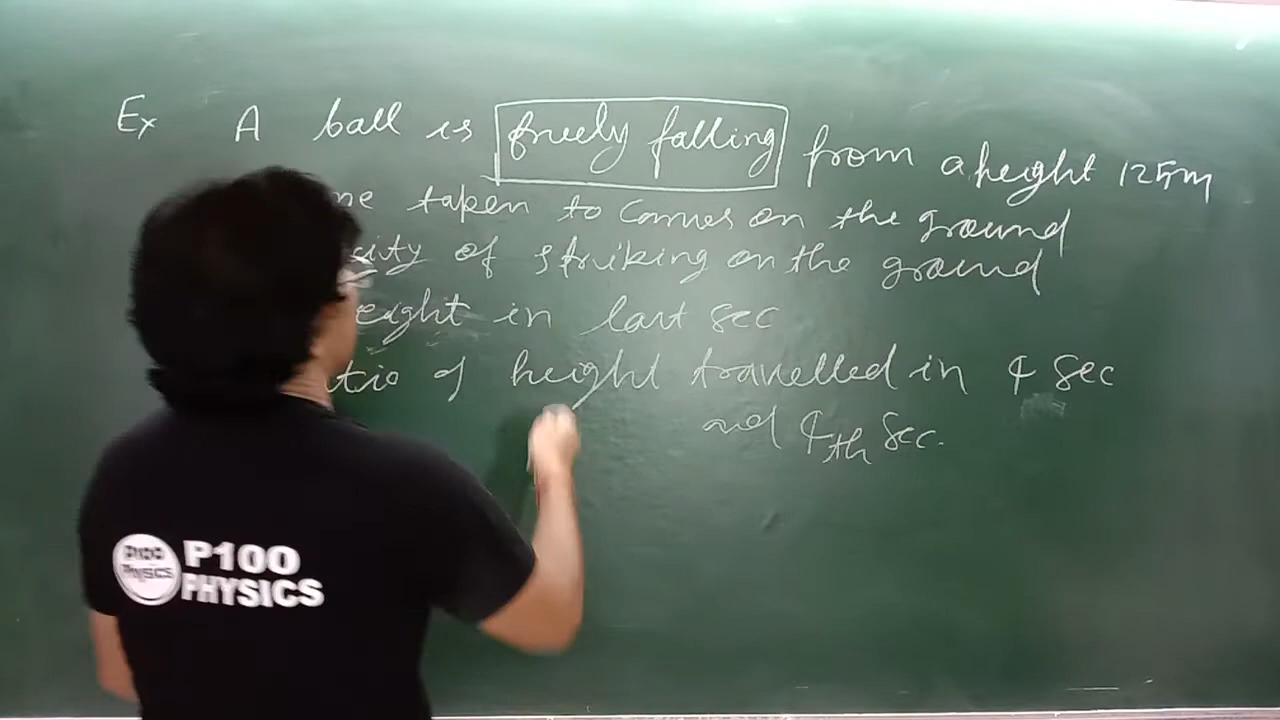 Ex A ball is freely falling from a height 125m
me taken to comes on the ground
city of striking on the ground
eight in last sec
tio of height travelled in 4 sec
and 4th sec.
P100
PHYSICS
P100
PHYSICS